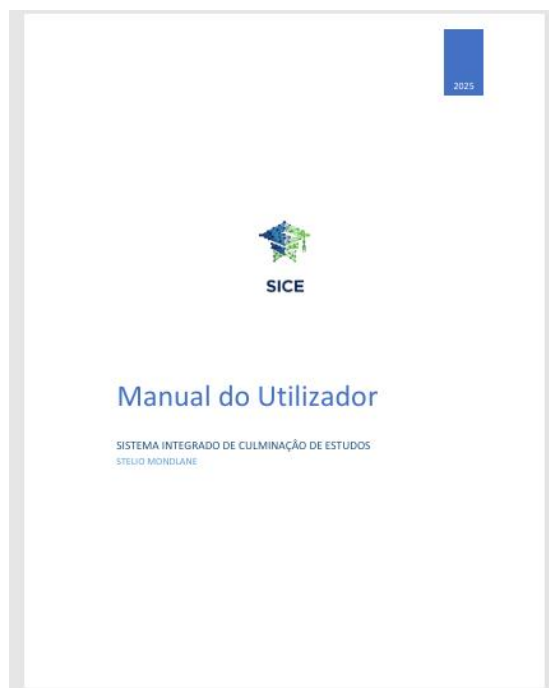 2025
SICE
Manual do Utilizador
SISTEMA INTEGRADO DE CULMINAÇÃO DE ESTUDOS
STELIO MONDLANE